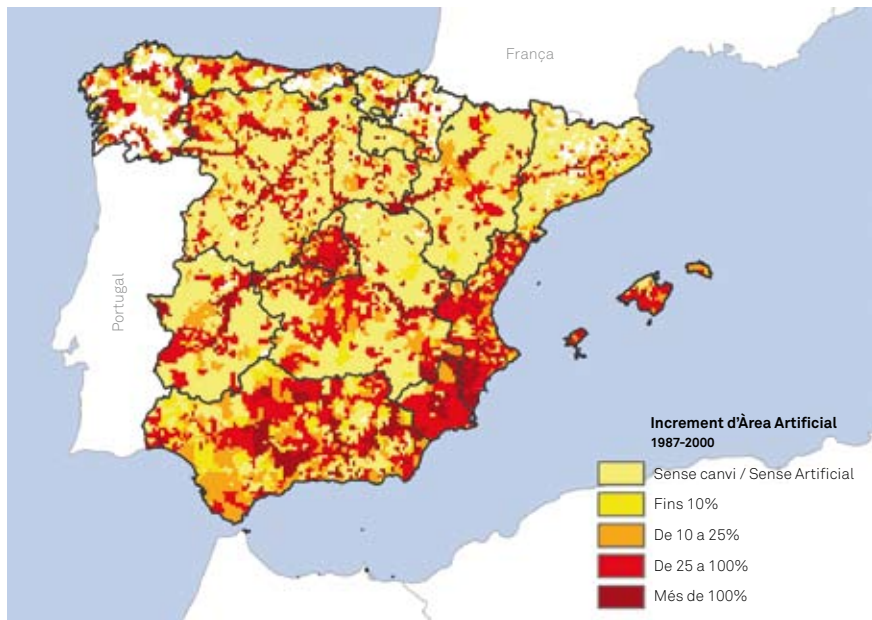 França
Portugal
Increment d'Àrea Artificial
1987-2000
Sense canvi / Sense Artificial
Fins 10%
De 10 a 25%
De 25 a 100%
Més de 100%